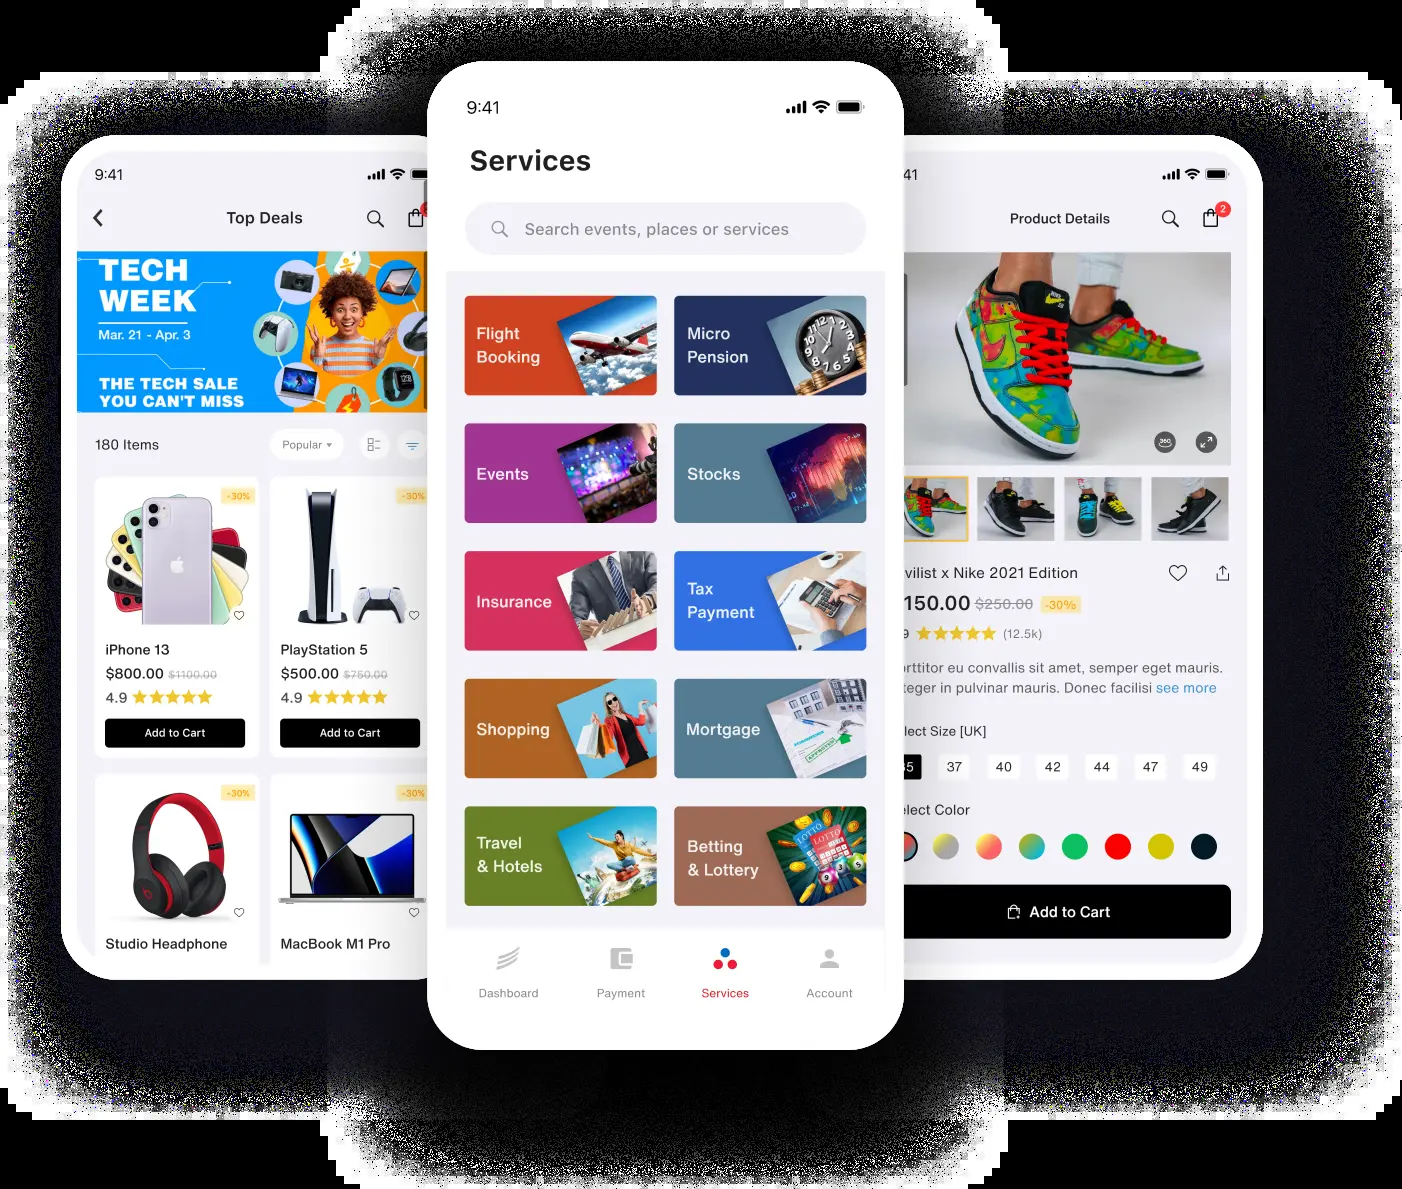 9:41
Top Deals
TECH
WEEK
Mar. 21 - Apr. 3
THE TECH SALE
YOU CAN'T MISS
180 Items
Popular
-30%
-30%
iPhone 13
$800.00 $1100.00
4.9
Add to Cart
PlayStation 5
$500.00 $750.00
4.9
Add to Cart
-30%
-30%
Studio Headphone
MacBook M1 Pro
9:41
Services
Search events, places or services
Flight
Booking
Micro
Pension
Events
Stocks
Insurance
Tax
Payment
Shopping
Mortgage
APPROVED
Travel
& Hotels
Betting
& Lottery
LOTTO
LOTTO
Dashboard
Payment
Services
Account
41
Product Details
2
360
vilist x Nike 2021 Edition
150.00 $250.00 -30%
9 (12.5k)
rttitor eu convallis sit amet, semper eget mauris.
teger in pulvinar mauris. Donec facilisi see more
lect Size [UK]
35 37 40 42 44 47 49
elect Color
Add to Cart